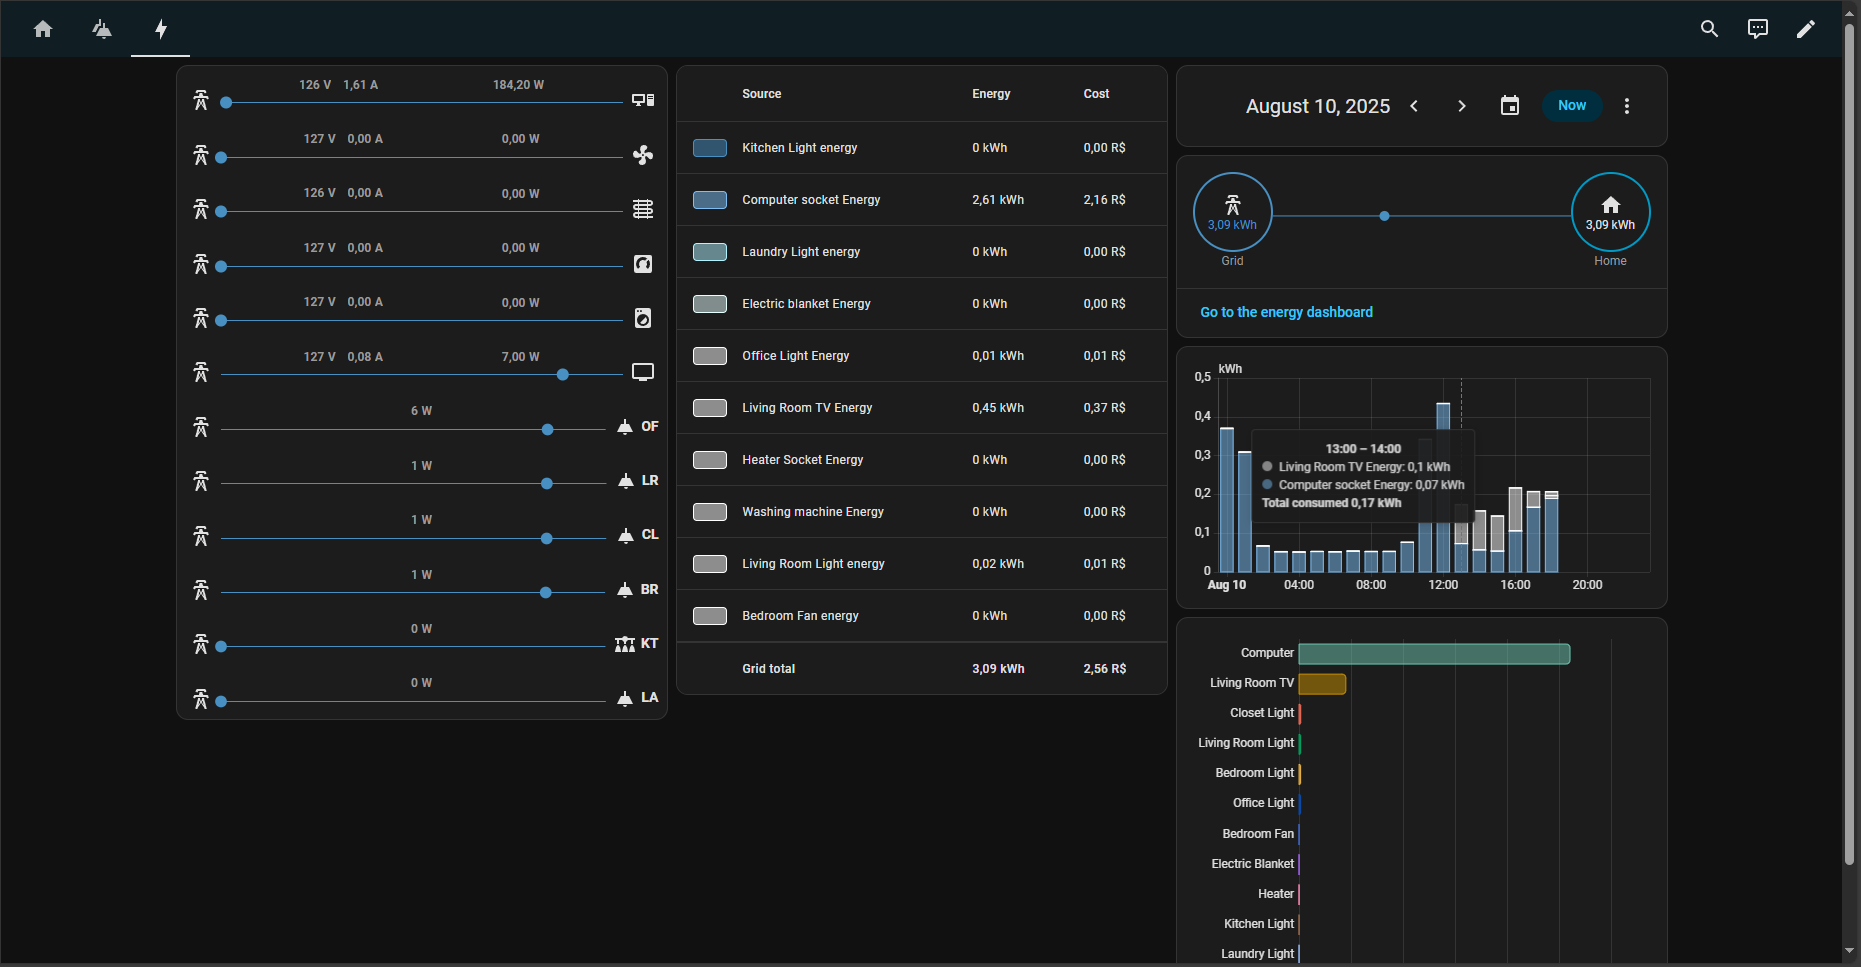 126 V 1,61 A 184,20 W
127 V 0,00 A 0,00 W
126 V 0,00 A 0,00 W
127 V 0,00 A 0,00 W
127 V 0,00 A 0,00 W
127 V 0,08 A 7,00 W
6 W
OF
1 W
LR
1 W
CL
1 W
BR
0 W
KT
0 W
LA
Source Energy Cost
Kitchen Light energy 0 kWh 0,00 R$
Computer socket Energy 2,61 kWh 2,16 R$
Laundry Light energy 0 kWh 0,00 R$
Electric blanket Energy 0 kWh 0,00 R$
Office Light Energy 0,01 kWh 0,01 R$
Living Room TV Energy 0,45 kWh 0,37 R$
Heater Socket Energy 0 kWh 0,00 R$
Washing machine Energy 0 kWh 0,00 R$
Living Room Light energy 0,02 kWh 0,01 R$
Bedroom Fan energy 0 kWh 0,00 R$
Grid total 3,09 kWh 2,56 R$
August 10, 2025 Now
3,09 kWh 3,09 kWh
Grid Home
Go to the energy dashboard
kWh
0,5
0,4
0,3
0,2
0,1
0
13:00 – 14:00
Living Room TV Energy: 0,1 kWh
Computer socket Energy: 0,07 kWh
Total consumed 0,17 kWh
Aug 10 04:00 08:00 12:00 16:00 20:00
Computer
Living Room TV
Closet Light
Living Room Light
Bedroom Light
Office Light
Bedroom Fan
Electric Blanket
Heater
Kitchen Light
Laundry Light